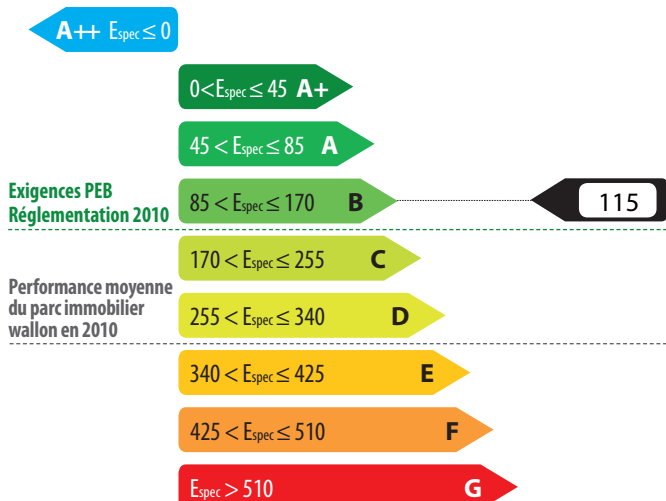 A++ Espec ≤ 0
0<Espec ≤ 45 A+
45 < Espec ≤ 85 A
Exigences PEB
Réglementation 2010
85 < Espec ≤ 170 B
115
170 < Espec ≤ 255 C
Performance moyenne
du parc immobilier
wallon en 2010
255 < Espec ≤ 340 D
340 < Espec ≤ 425 E
425 < Espec ≤ 510 F
Espec > 510 G